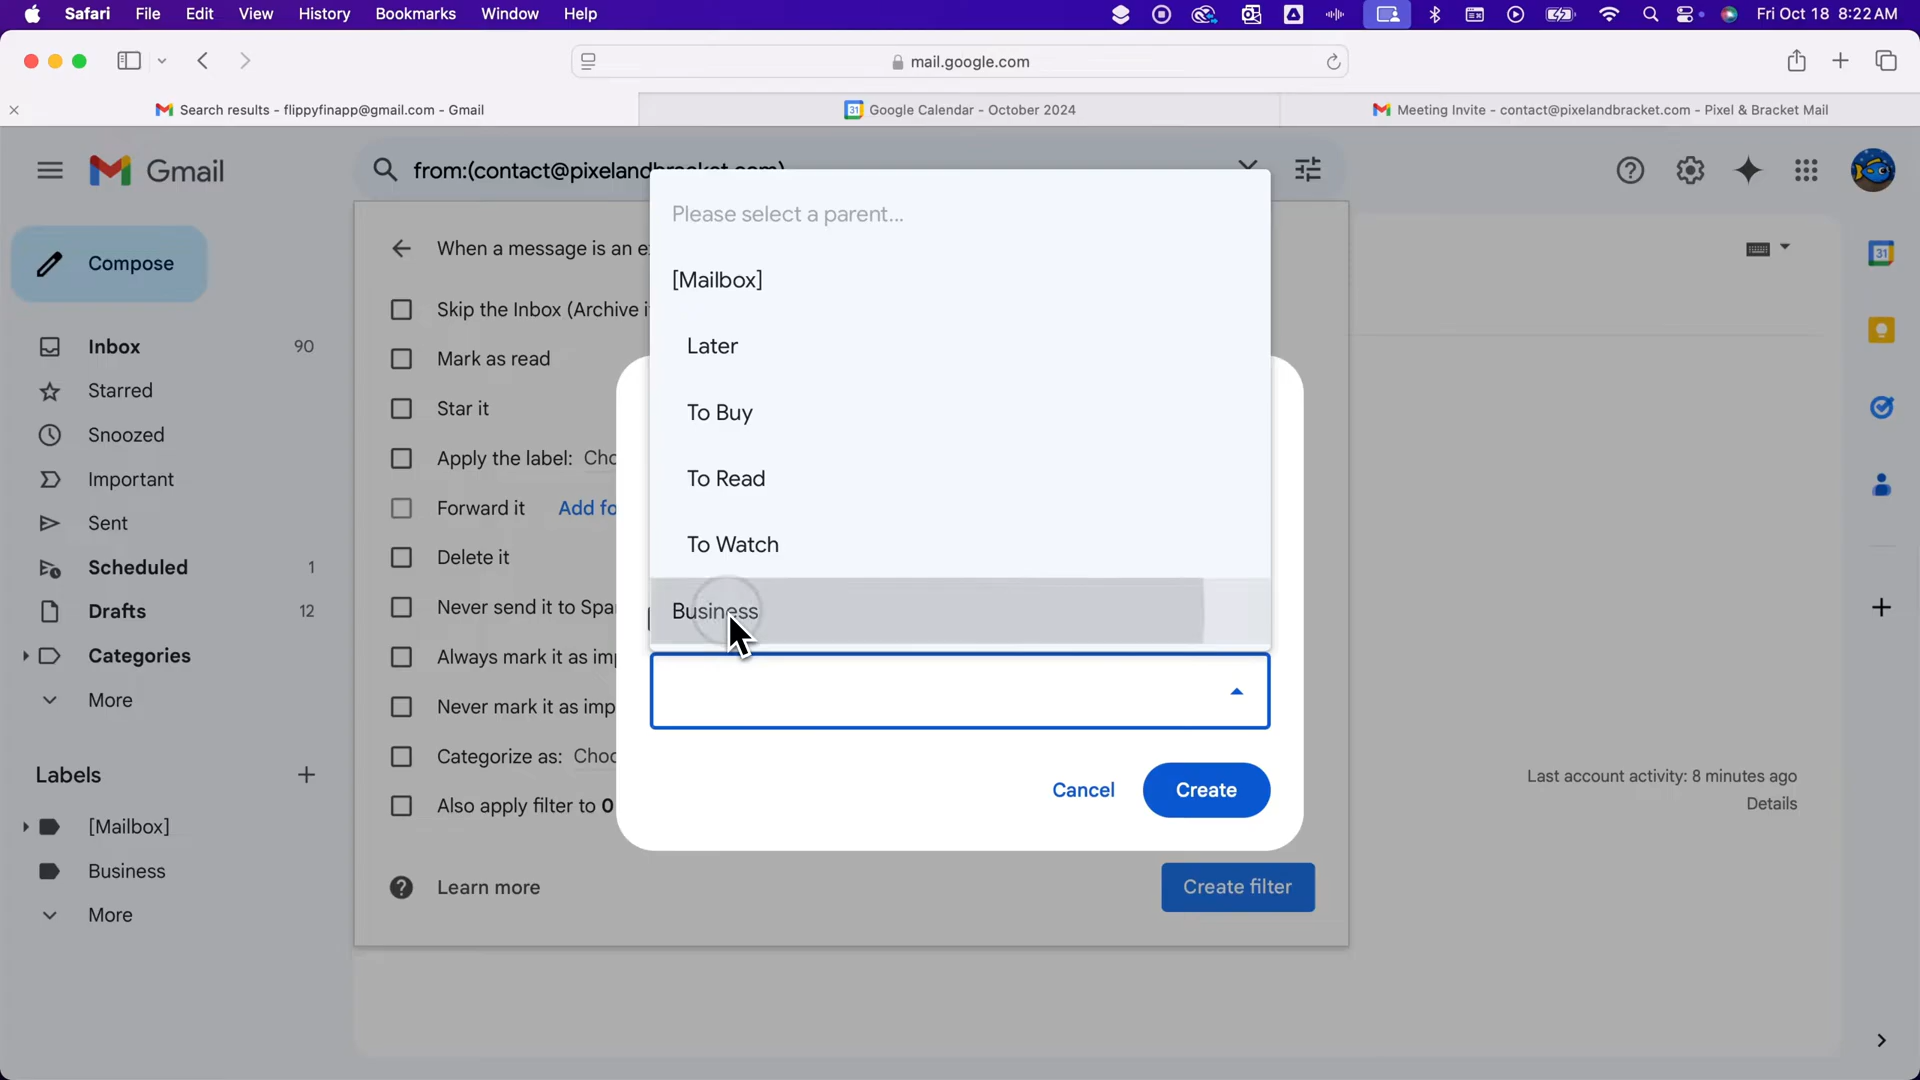 Safari File Edit View History Bookmarks Window Help Fri Oct 18 8:22 AM
mail.google.com
Search results - flippyfinapp@gmail.com - Gmail
31 Google Calendar - October 2024
Meeting Invite - contact@pixelandbracket.com - Pixel & Bracket Mail
Gmail
from:(contact@pixelandbracket.com)
Compose
Inbox 90
Starred
Snoozed
Important
Sent
Scheduled 1
Drafts 12
Categories
More
Labels
[Mailbox]
Business
More
When a message is an e
Skip the Inbox (Archive i
Mark as read
Star it
Apply the label: Cho
Forward it Add fo
Delete it
Never send it to Spa
Always mark it as imp
Never mark it as imp
Categorize as: Choo
Also apply filter to 0
Learn more
Create filter
Please select a parent...
[Mailbox]
Later
To Buy
To Read
To Watch
Business
Cancel
Create
31
Last account activity: 8 minutes ago
Details